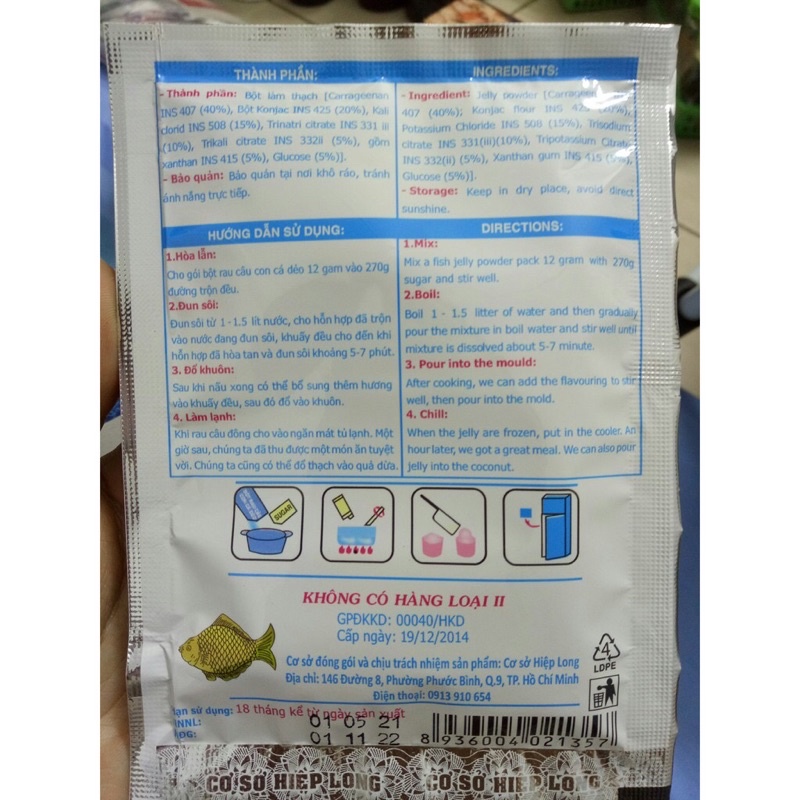 THÀNH PHẦN:
- Thành phần: Bột làm thạch [Carrageenan
INS 407 (40%), Bột Konjac INS 425 (20%), Kali
clorid INS 508 (15%), Trinatri citrate INS 331 iii
(10%), Trikali citrate INS 332ii (5%), gồm
xanthan INS 415 (5%), Glucose (5%)].
- Bảo quản: Bảo quản tại nơi khô ráo, tránh
ánh nắng trực tiếp.
INGREDIENTS:
- Ingredient: Jelly powder [Carrageenan
407 (40%); Konjac flour INS 425 (20%),
Potassium Chloride INS 508 (15%), Trisodium
citrate INS 331(iii)(10%), Tripotassium Citrate
INS 332(ii) (5%), Xanthan gum INS 415 (5%),
Glucose (5%)].
- Storage: Keep in dry place, avoid direct
sunshine.
HƯỚNG DẪN SỬ DỤNG:
1.Hòa lẫn:
Cho gói bột rau câu con cá dẻo 12 gam vào 270g
đường trộn đều.
2.Đun sôi:
Đun sôi từ 1 - 1.5 lít nước, cho hỗn hợp đã trộn
vào nước đang đun sôi, khuấy đều cho đến khi
hỗn hợp đã hòa tan và đun sôi khoảng 5-7 phút.
3. Đổ khuôn:
Sau khi nấu xong có thể bổ sung thêm hương
vào khuấy đều, sau đó đổ vào khuôn.
4. Làm lạnh:
Khi rau câu đông cho vào ngăn mát tủ lạnh. Một
giờ sau, chúng ta đã thu được một món ăn tuyệt
vời. Chúng ta cũng có thể đổ thạch vào quả dừa.
DIRECTIONS:
1.Mix:
Mix a fish jelly powder pack 12 gram with 270g
sugar and stir well.
2.Boil:
Boil 1 - 1.5 litter of water and then gradually
pour the mixture in boil water and stir well until
mixture is dissolved about 5-7 minute.
3. Pour into the mould:
After cooking, we can add the flavouring to stir
well, then pour into the mold.
4. Chill:
When the jelly are frozen, put in the cooler. An
hour later, we got a great meal. We can also pour
jelly into the coconut.
SUGAR
KHÔNG CÓ HÀNG LOẠI II
GPĐKKD: 00040/HKD
Cấp ngày: 19/12/2014
Cơ sở đóng gói và chịu trách nhiệm sản phẩm: Cơ sở Hiệp Long
Địa chỉ: 146 Đường 8, Phường Phước Bình, Q.9, TP. Hồ Chí Minh
Điện thoại: 0913 910 654
4
LDPE
sử dụng: 18 tháng kể từ ngày sản xuất
01 05 21
01 11 22
8 936004 021357
CƠ SỞ HIỆP LONG CƠ SỞ HIỆP LONG